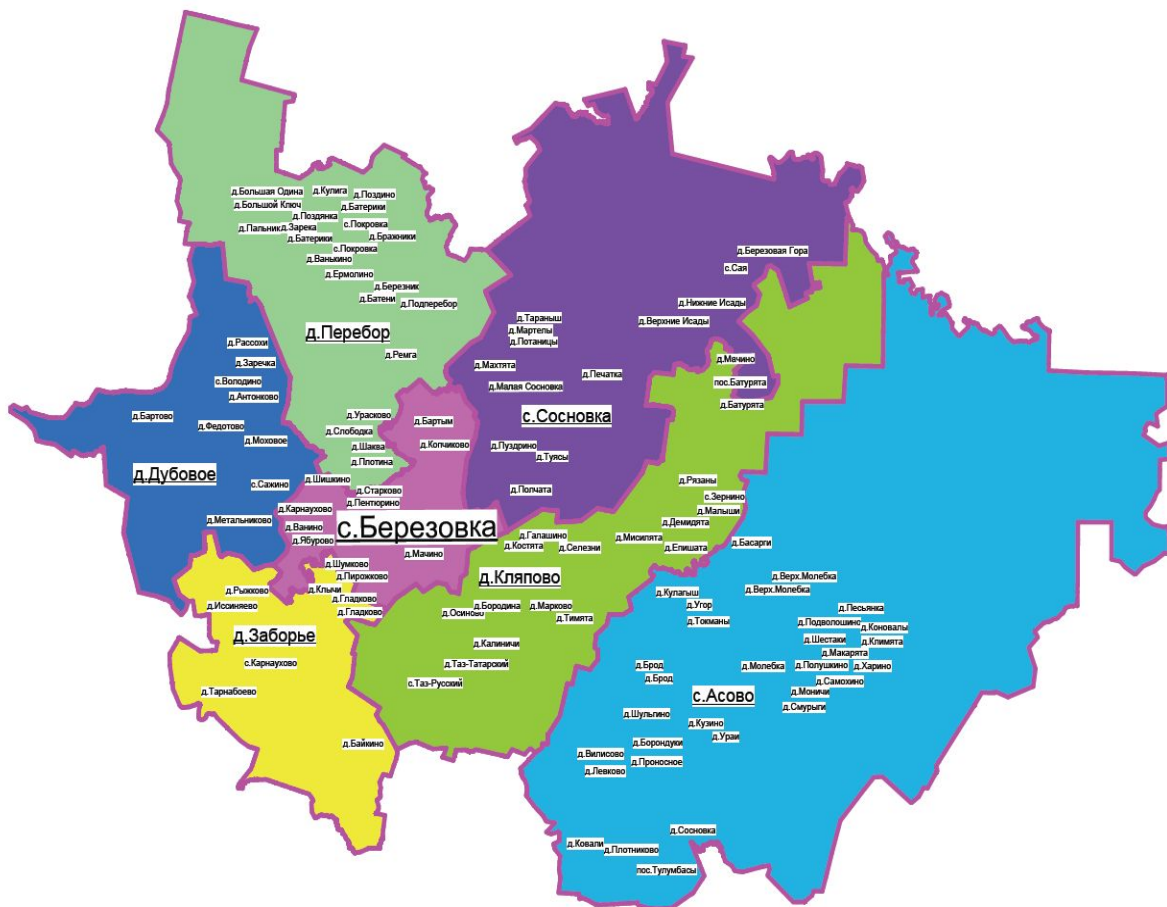 д.Большая Одина
д.Кулига
д.Поздино
д.Большой Ключ
д.Батерики
д.Поздянка
д.Пальник
д.Зарека
с.Покровка
д.Батерики
д.Бражники
с.Покровка
д.Ванькино
д.Ермолино
д.Березник
д.Батени
д.Подперебор
д.Перебор
д.Ремга
д.Урасково
д.Слободка
д.Шаква
д.Плотина
д.Березовая Гора
с.Сая
д.Нижние Исады
д.Верхние Исады
д.Тараныш
д.Мартелы
д.Потаницы
д.Махтята
д.Печатка
д.Малая Сосновка
с.Сосновка
д.Пуздрино
д.Туясы
д.Полчата
д.Мачино
пос.Батурята
д.Батурята
д.Рассохи
д.Заречка
с.Володино
д.Антонково
д.Бартово
д.Федотово
д.Моховое
д.Дубовое
с.Сажино
д.Метальниково
д.Бартым
д.Копчиково
д.Шишкино
д.Старково
д.Пентюрино
д.Карнаухово
с.Березовка
д.Ванино
д.Ябурово
д.Мачино
д.Шумково
д.Пирожково
д.Рыжково
д.Клычи
д.Гладково
д.Иссиняево
д.Гладково
д.Заборье
с.Карнаухово
д.Тарнабоево
д.Байкино
д.Рязаны
с.Зернино
д.Малыши
д.Демидята
д.Мисилята
д.Епишата
д.Галашино
д.Костята
д.Селезни
д.Кляпово
д.Бородина
д.Марково
д.Осиново
д.Тимята
д.Калиничи
д.Таз-Татарский
с.Таз-Русский
д.Басарги
д.Верх.Молебка
д.Верх.Молебка
д.Кулагыш
д.Угор
д.Токманы
д.Песьянка
д.Подволошино
д.Коновалы
д.Шестаки
д.Климята
д.Макарята
д.Брод
д.Молебка
д.Полушкино
д.Харино
д.Брод
д.Самохино
с.Асово
д.Моничи
д.Смурыги
д.Шульгино
д.Кузино
д.Ураи
д.Борондуки
д.Вилисово
д.Проносное
д.Левково
д.Сосновка
д.Ковали
д.Плотниково
пос.Тулумбасы